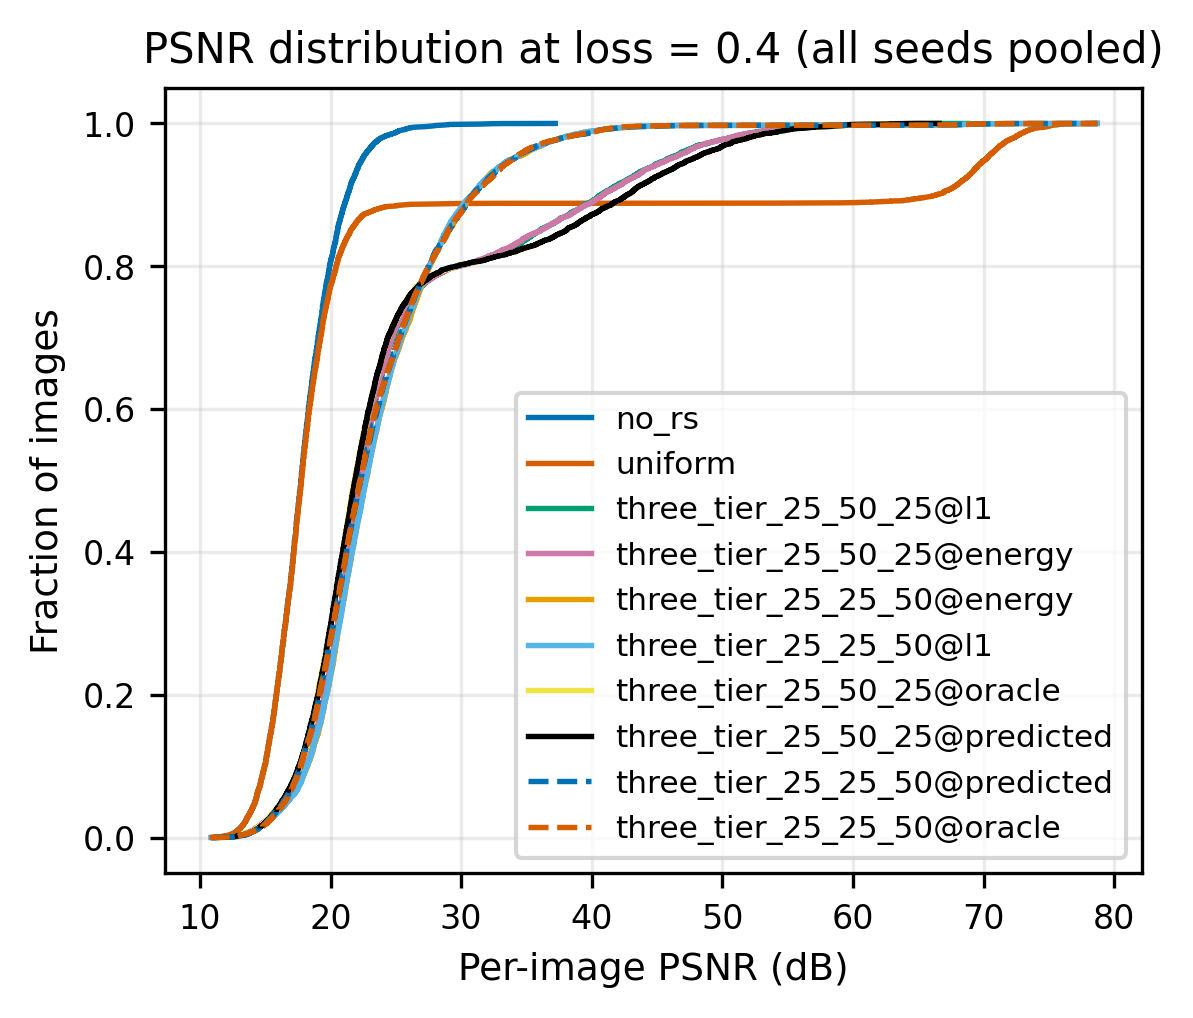 PSNR distribution at loss = 0.4 (all seeds pooled)
Fraction of images
1.0
0.8
0.6
0.4
0.2
0.0
no_rs
uniform
three_tier_25_50_25@l1
three_tier_25_50_25@energy
three_tier_25_25_50@energy
three_tier_25_25_50@l1
three_tier_25_50_25@oracle
three_tier_25_50_25@predicted
three_tier_25_25_50@predicted
three_tier_25_25_50@oracle
10 20 30 40 50 60 70 80
Per-image PSNR (dB)